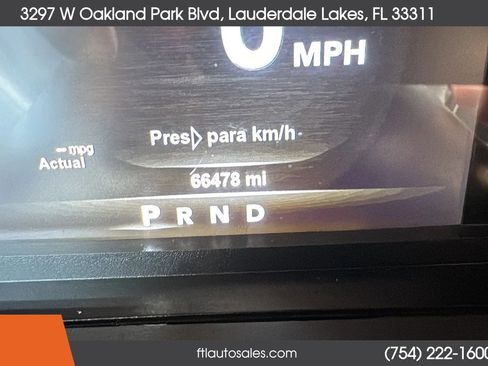 3297 W Oakland Park Blvd, Lauderdale Lakes, FL 33311
0 MPH
Pres▷ para km/h
--mpg
Actual
66478 mi
P R N D
ftlautosales.com
(754) 222-1600